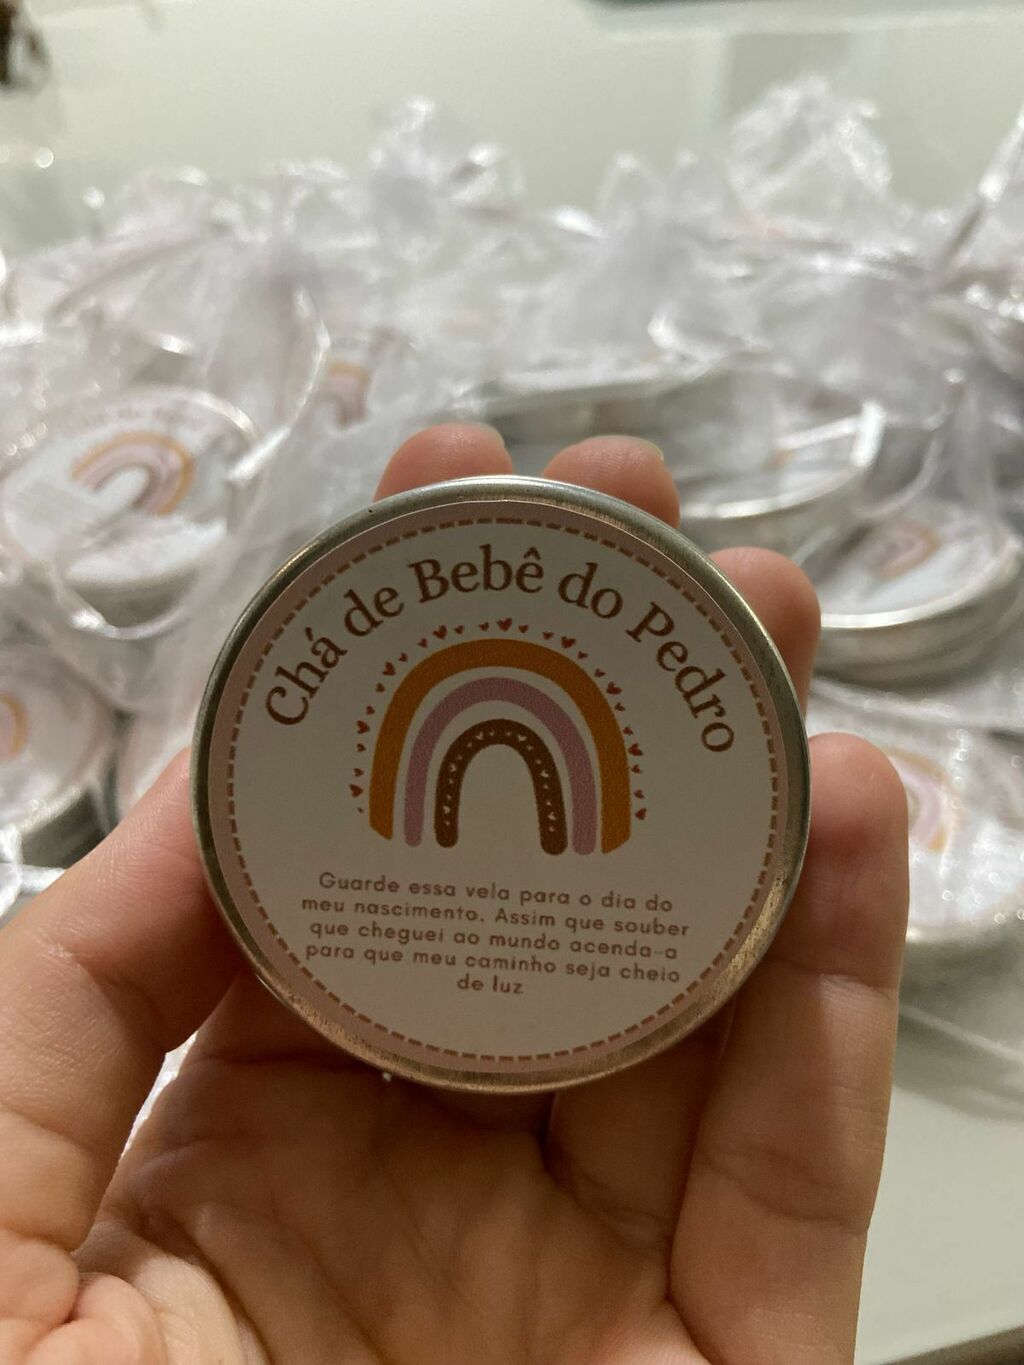 Chá de Bebê do Pedro
Guarde essa vela para o dia do
meu nascimento. Assim que souber
que cheguei ao mundo acenda-a
para que meu caminho seja cheio
de luz